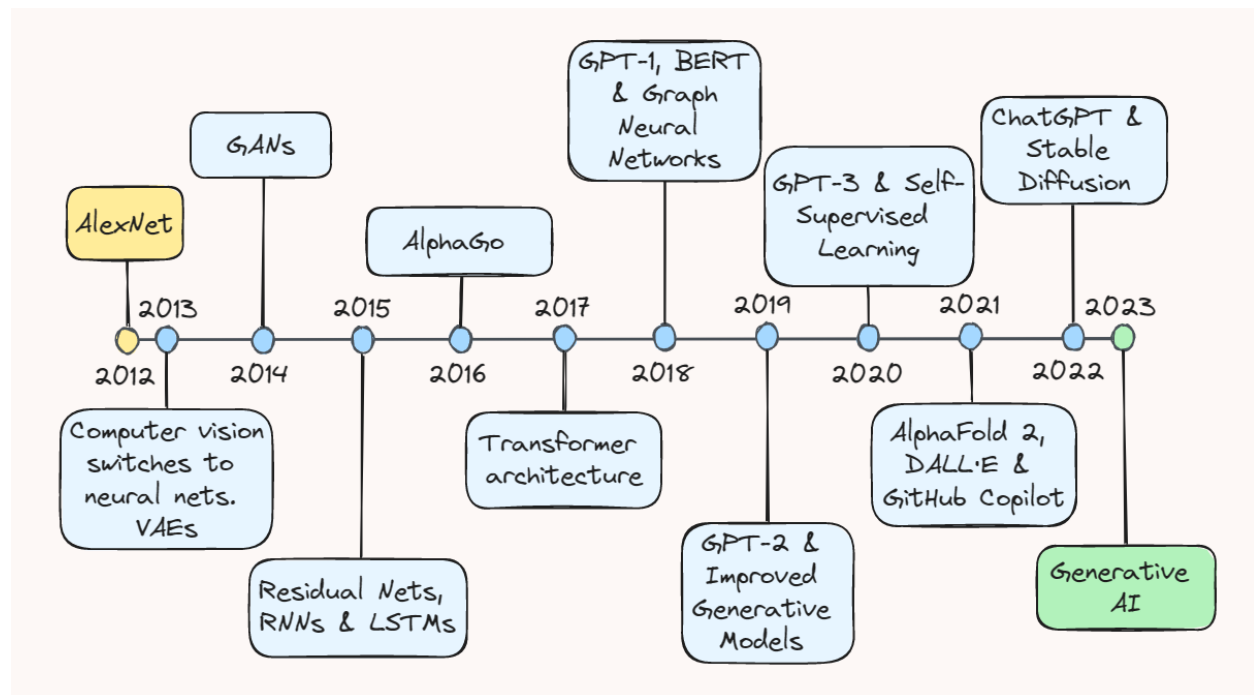 AlexNet
2012
2013
Computer vision
switches to
neural nets.
VAEs
GANs
2014
2015
Residual Nets,
RNNs & LSTMs
AlphaGo
2016
2017
Transformer
architecture
GPT-1, BERT
& Graph
Neural
Networks
2018
2019
GPT-2 &
Improved
Generative
Models
GPT-3 & Self-
Supervised
Learning
2020
2021
AlphaFold 2,
DALL·E &
GitHub Copilot
ChatGPT &
Stable
Diffusion
2022
2023
Generative
AI